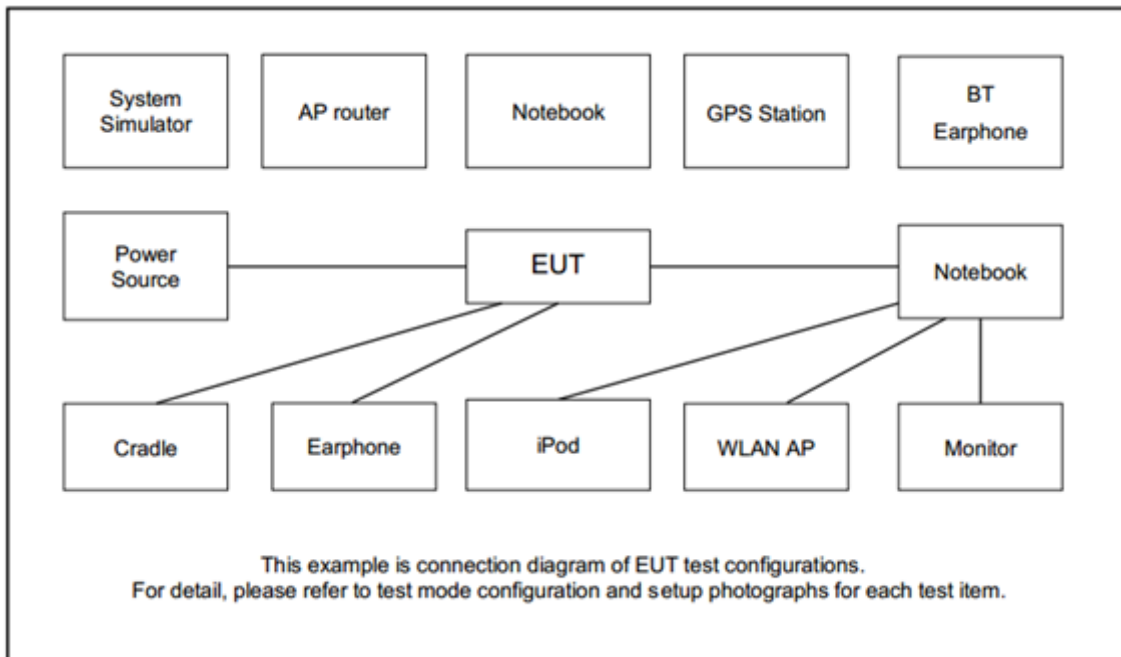 System
Simulator
AP router
Notebook
GPS Station
BT
Earphone
Power
Source
EUT
Notebook
Cradle
Earphone
iPod
WLAN AP
Monitor
This example is connection diagram of EUT test configurations.
For detail, please refer to test mode configuration and setup photographs for each test item.